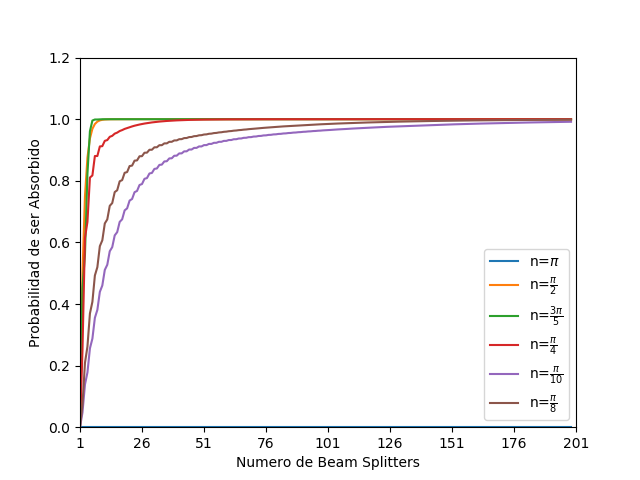 1.2
1.0
0.8
0.6
0.4
0.2
0.0
Probabilidad de ser Absorbido
n=π
n=π/2
n=3π/5
n=π/4
n=π/10
n=π/8
1 26 51 76 101 126 151 176 201
Numero de Beam Splitters